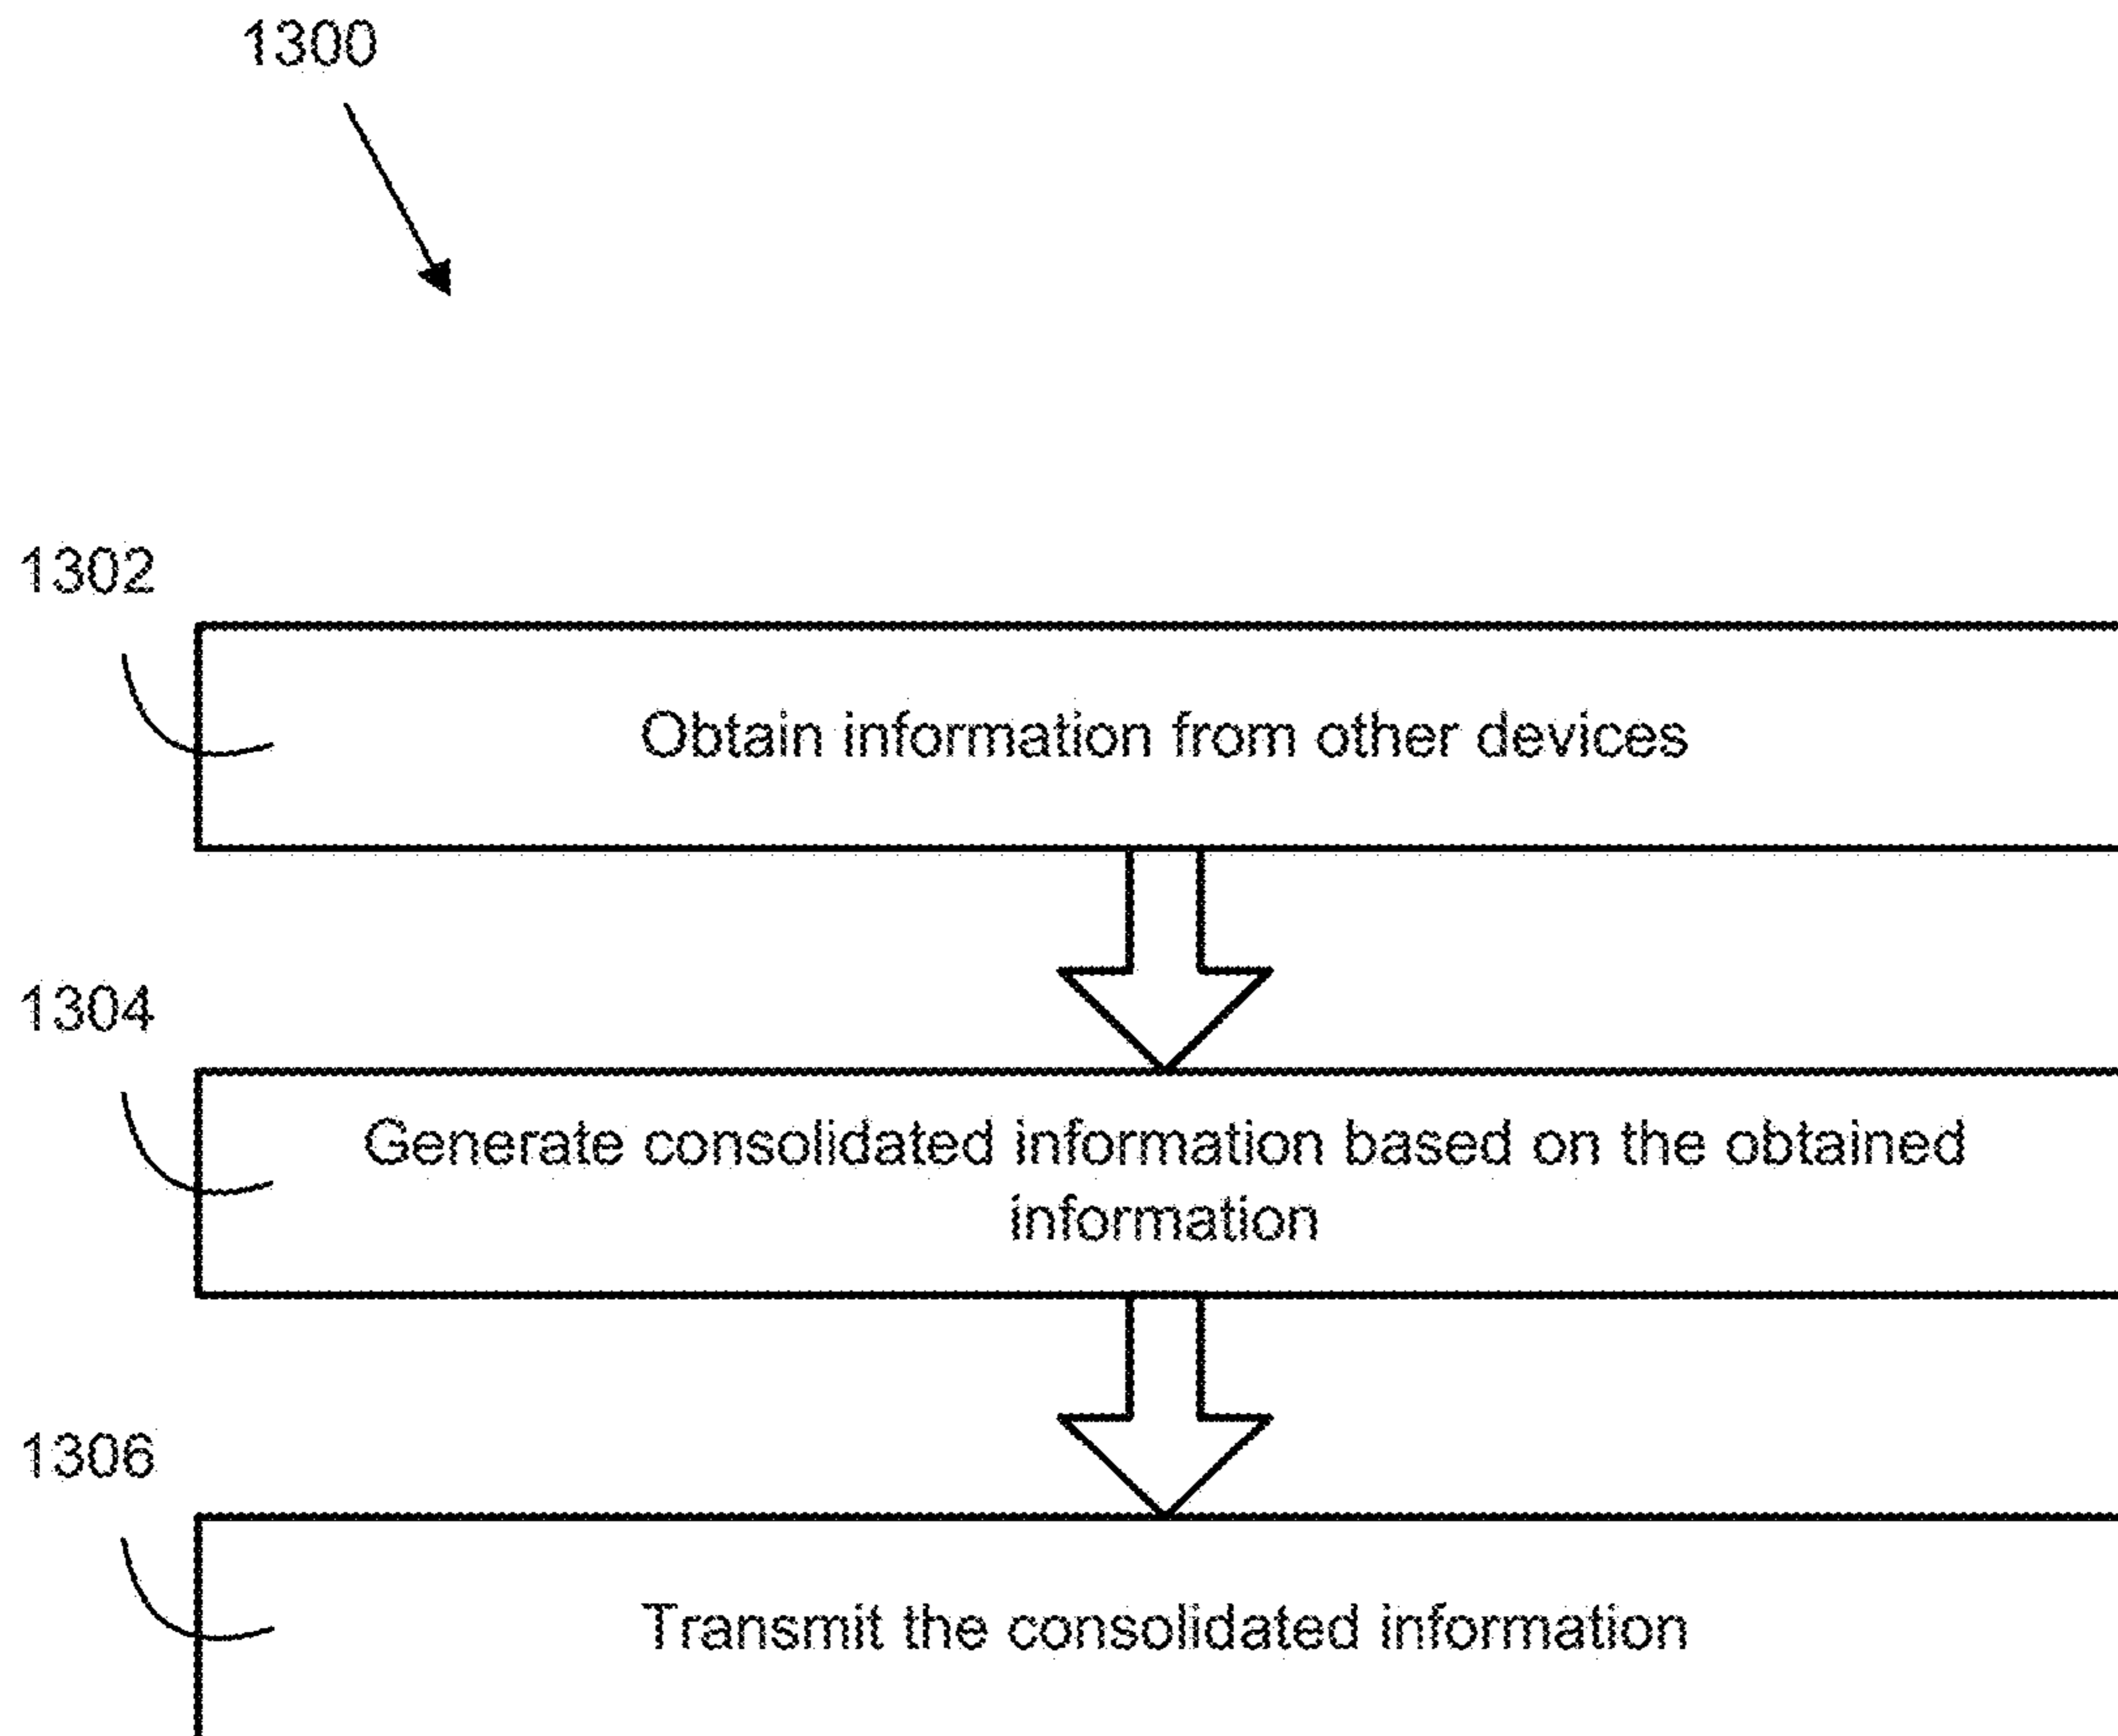 1300
1302
Obtain information from other devices
1304
Generate consolidated information based on the obtained
information
1306
Transmit the consolidated information